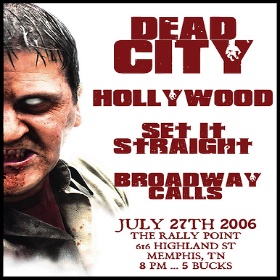 DEAD
CITY
HOLLYWOOD
SET IT
STRAIGHT
BROADWAY
CALLS
JULY 27TH 2006
THE RALLY POINT
616 HIGHLAND ST
MEMPHIS, TN
8 PM ... 5 BUCKS